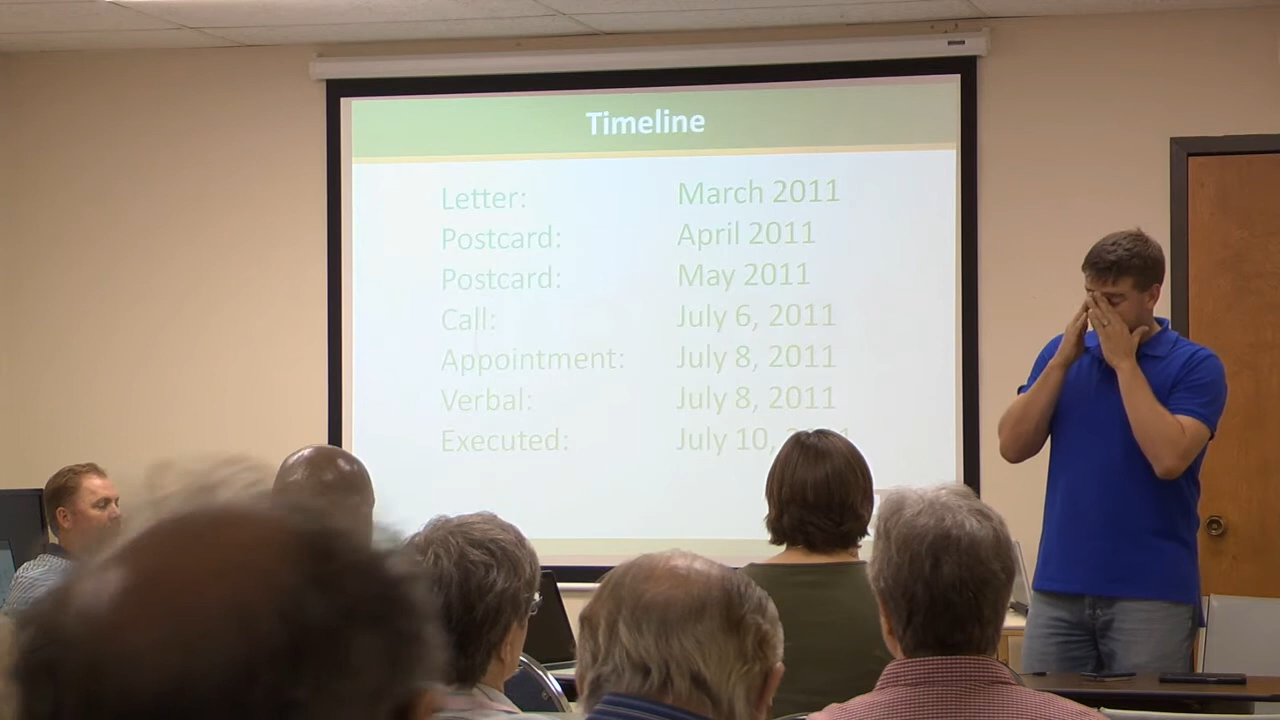 Timeline
Letter: March 2011
Postcard: April 2011
Postcard: May 2011
Call: July 6, 2011
Appointment: July 8, 2011
Verbal: July 8, 2011
Executed: July 10,